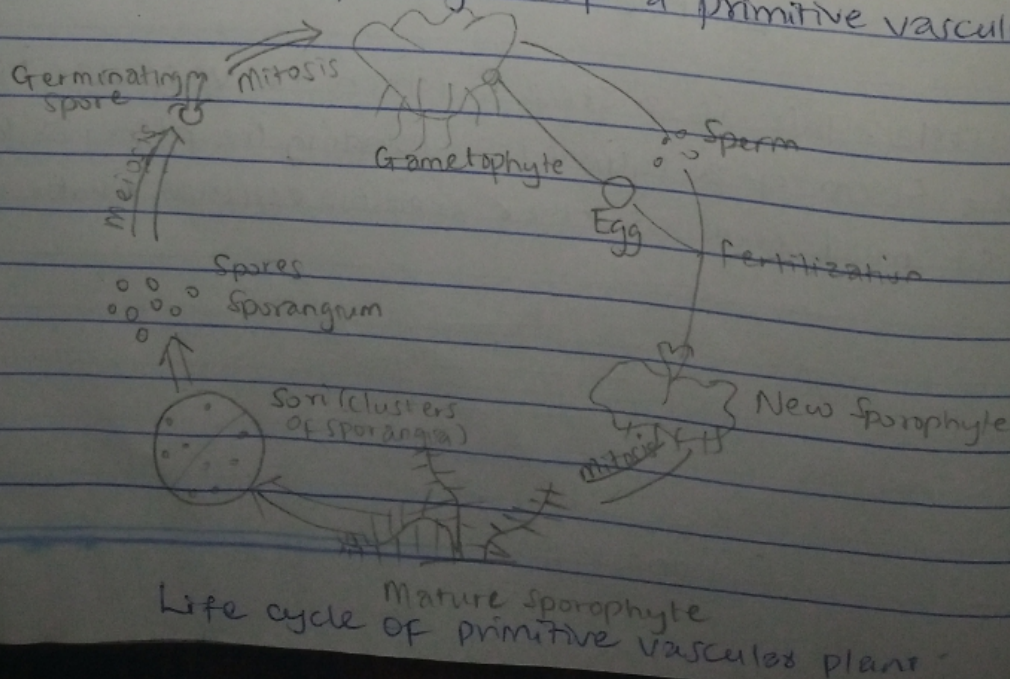 a primitive vascul
Germinating
spore
Mitosis
Sperm
Gametophyte
Meiosis
Egg
Fertilization
Spores
Sporangium
Sori (clusters
of sporangia)
New Sporophyte
Mitosis
Mature sporophyte
Life cycle of primitive vascular plant